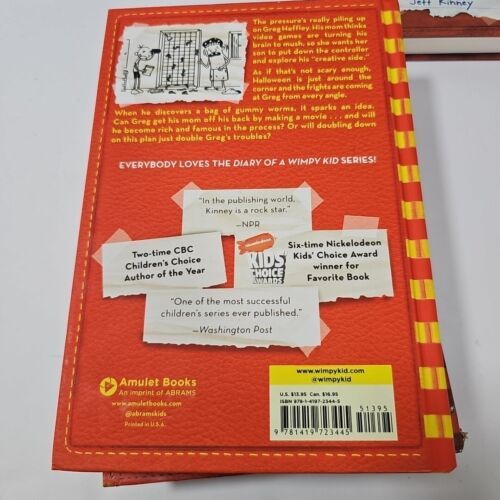 Jeff Kinney
The pressure's really piling up
on Greg Heffley. His mom thinks
video games are turning his
brain to mush, so she wants her
son to put down the controller
and explore his "creative side."
As if that's not scary enough,
Halloween is just around the
corner and the frights are coming
at Greg from every angle.
When he discovers a bag of gummy worms, it sparks an idea.
Can Greg get his mom off his back by making a movie . . . and will
he become rich and famous in the process? Or will doubling down
on this plan just double Greg's troubles?
EVERYBODY LOVES THE DIARY OF A WIMPY KID SERIES!
"In the publishing world,
Kinney is a rock star."
—NPR
Two-time CBC
Children's Choice
Author of the Year
nickelodeon
KIDS'
CHOICE
AWARDS
Six-time Nickelodeon
Kids' Choice Award
winner for
Favorite Book
"One of the most successful
children's series ever published."
—Washington Post
Amulet Books
An imprint of ABRAMS
www.amuletbooks.com
@abramskids
Printed in U.S.A.
www.wimpykid.com
@wimpykid
U.S. $13.95 Can. $16.95
ISBN 978-1-4197-2344-5
51395
9 781419 723445